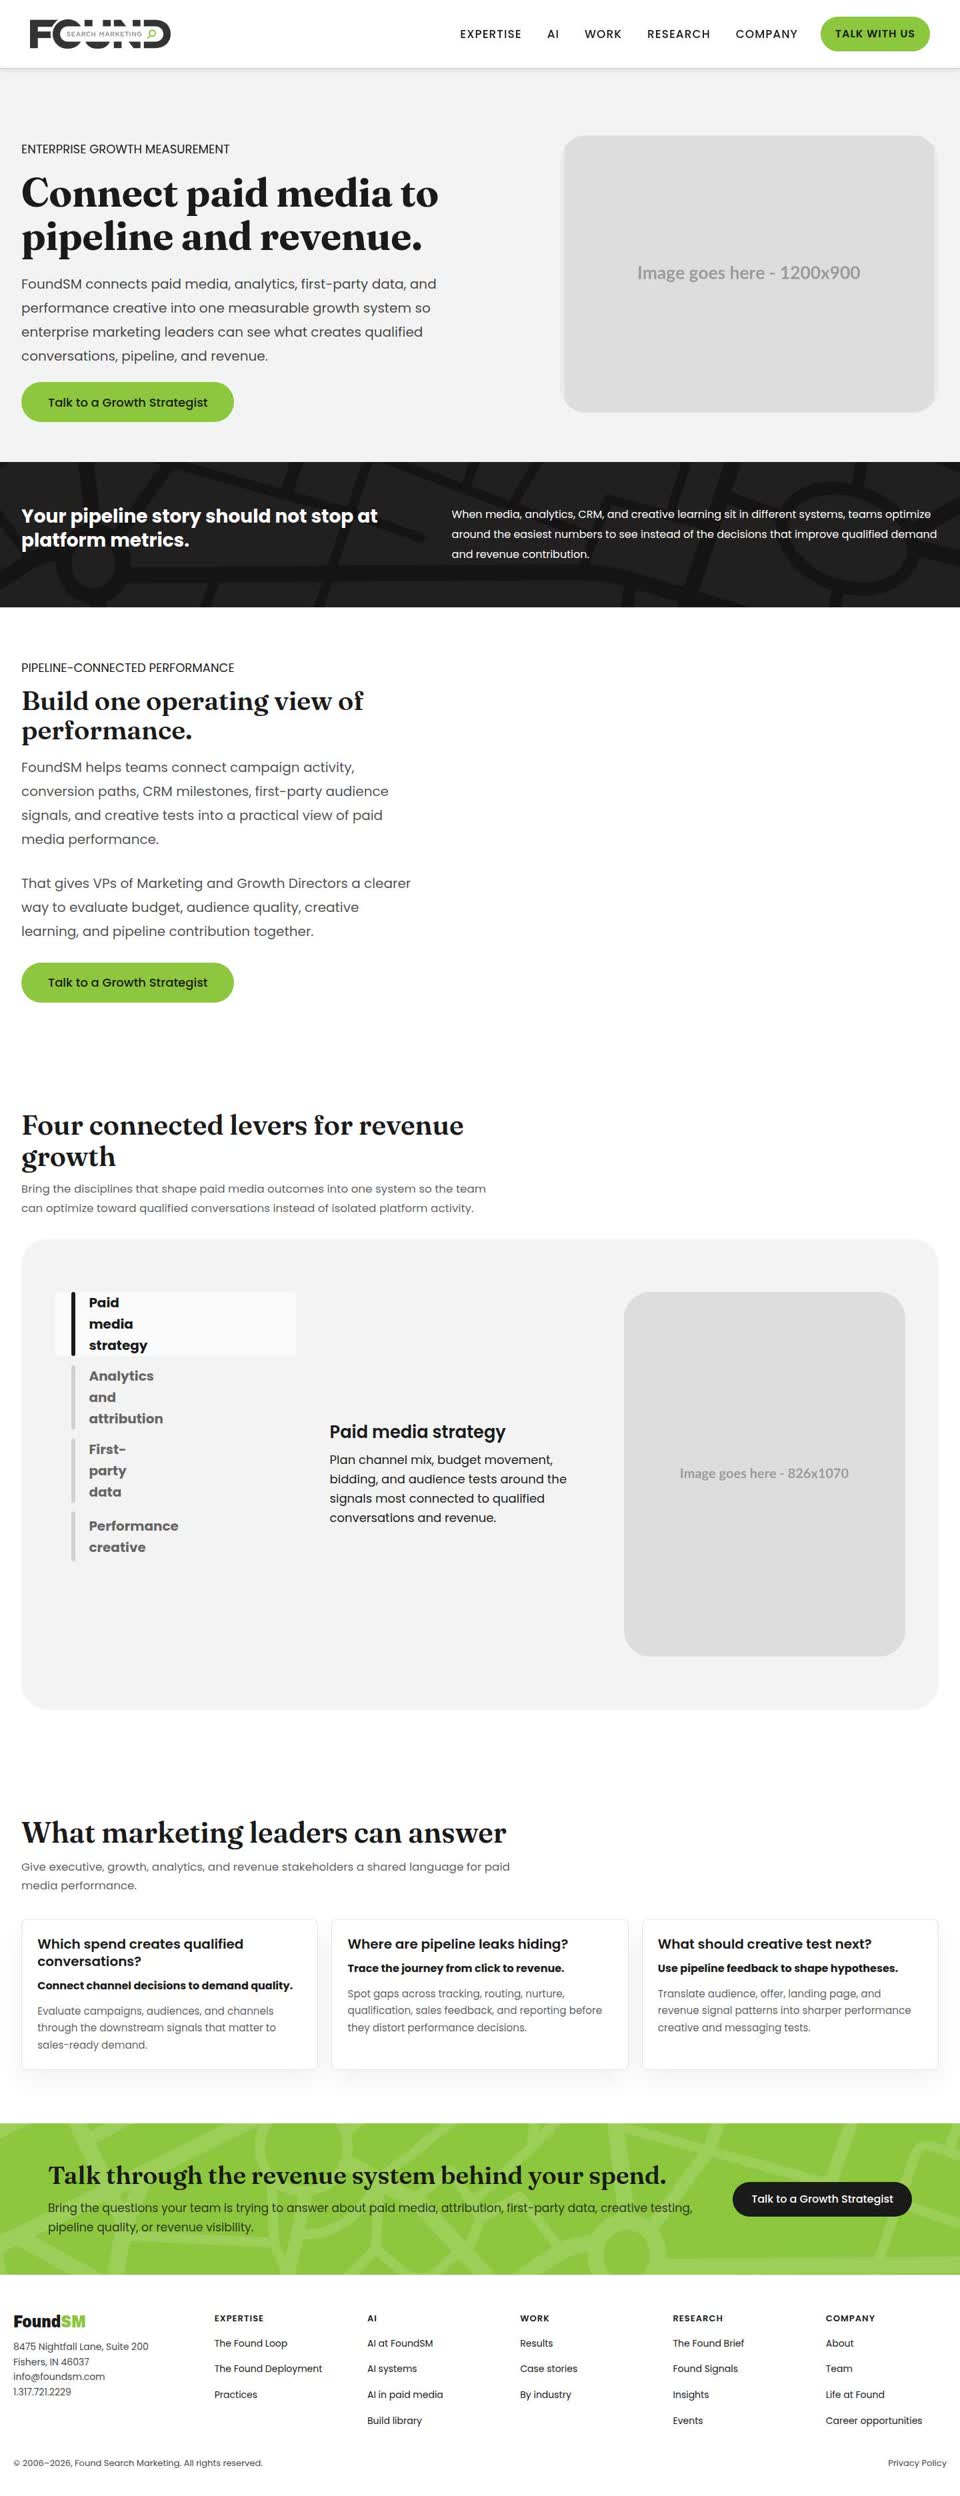 FOUND
SEARCH MARKETING
EXPERTISE
AI
WORK
RESEARCH
COMPANY
TALK WITH US
ENTERPRISE GROWTH MEASUREMENT
Connect paid media to
pipeline and revenue.
FoundSM connects paid media, analytics, first-party data, and
performance creative into one measurable growth system so
enterprise marketing leaders can see what creates qualified
conversations, pipeline, and revenue.
Talk to a Growth Strategist
Image goes here - 1200x900
Your pipeline story should not stop at
platform metrics.
When media, analytics, CRM, and creative learning sit in different systems, teams optimize
around the easiest numbers to see instead of the decisions that improve qualified demand
and revenue contribution.
PIPELINE-CONNECTED PERFORMANCE
Build one operating view of
performance.
FoundSM helps teams connect campaign activity,
conversion paths, CRM milestones, first-party audience
signals, and creative tests into a practical view of paid
media performance.
That gives VPs of Marketing and Growth Directors a clearer
way to evaluate budget, audience quality, creative
learning, and pipeline contribution together.
Talk to a Growth Strategist
Four connected levers for revenue
growth
Bring the disciplines that shape paid media outcomes into one system so the team
can optimize toward qualified conversations instead of isolated platform activity.
Paid
media
strategy
Analytics
and
attribution
First-
party
data
Performance
creative
Paid media strategy
Plan channel mix, budget movement,
bidding, and audience tests around the
signals most connected to qualified
conversations and revenue.
Image goes here - 826x1070
What marketing leaders can answer
Give executive, growth, analytics, and revenue stakeholders a shared language for paid
media performance.
Which spend creates qualified
conversations?
Connect channel decisions to demand quality.
Evaluate campaigns, audiences, and channels
through the downstream signals that matter to
sales-ready demand.
Where are pipeline leaks hiding?
Trace the journey from click to revenue.
Spot gaps across tracking, routing, nurture,
qualification, sales feedback, and reporting before
they distort performance decisions.
What should creative test next?
Use pipeline feedback to shape hypotheses.
Translate audience, offer, landing page, and
revenue signal patterns into sharper performance
creative and messaging tests.
Talk through the revenue system behind your spend.
Bring the questions your team is trying to answer about paid media, attribution, first-party data, creative testing,
pipeline quality, or revenue visibility.
Talk to a Growth Strategist
FoundSM
8475 Nightfall Lane, Suite 200
Fishers, IN 46037
info@foundsm.com
1.317.721.2229
EXPERTISE
The Found Loop
The Found Deployment
Practices
AI
AI at FoundSM
AI systems
AI in paid media
Build library
WORK
Results
Case stories
By industry
RESEARCH
The Found Brief
Found Signals
Insights
Events
COMPANY
About
Team
Life at Found
Career opportunities
© 2006–2026, Found Search Marketing. All rights reserved.
Privacy Policy